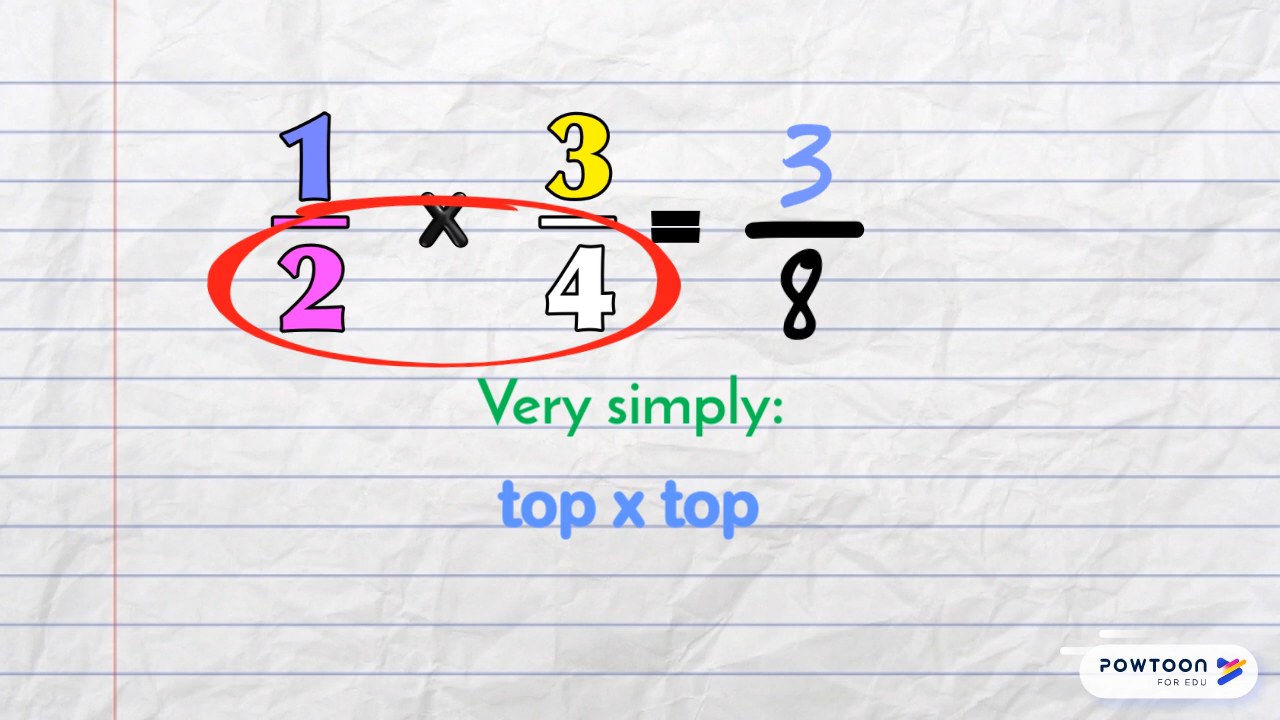 1/2 x 3/4 = 3/8
Very simply:
top x top
POWTOON
FOR EDU